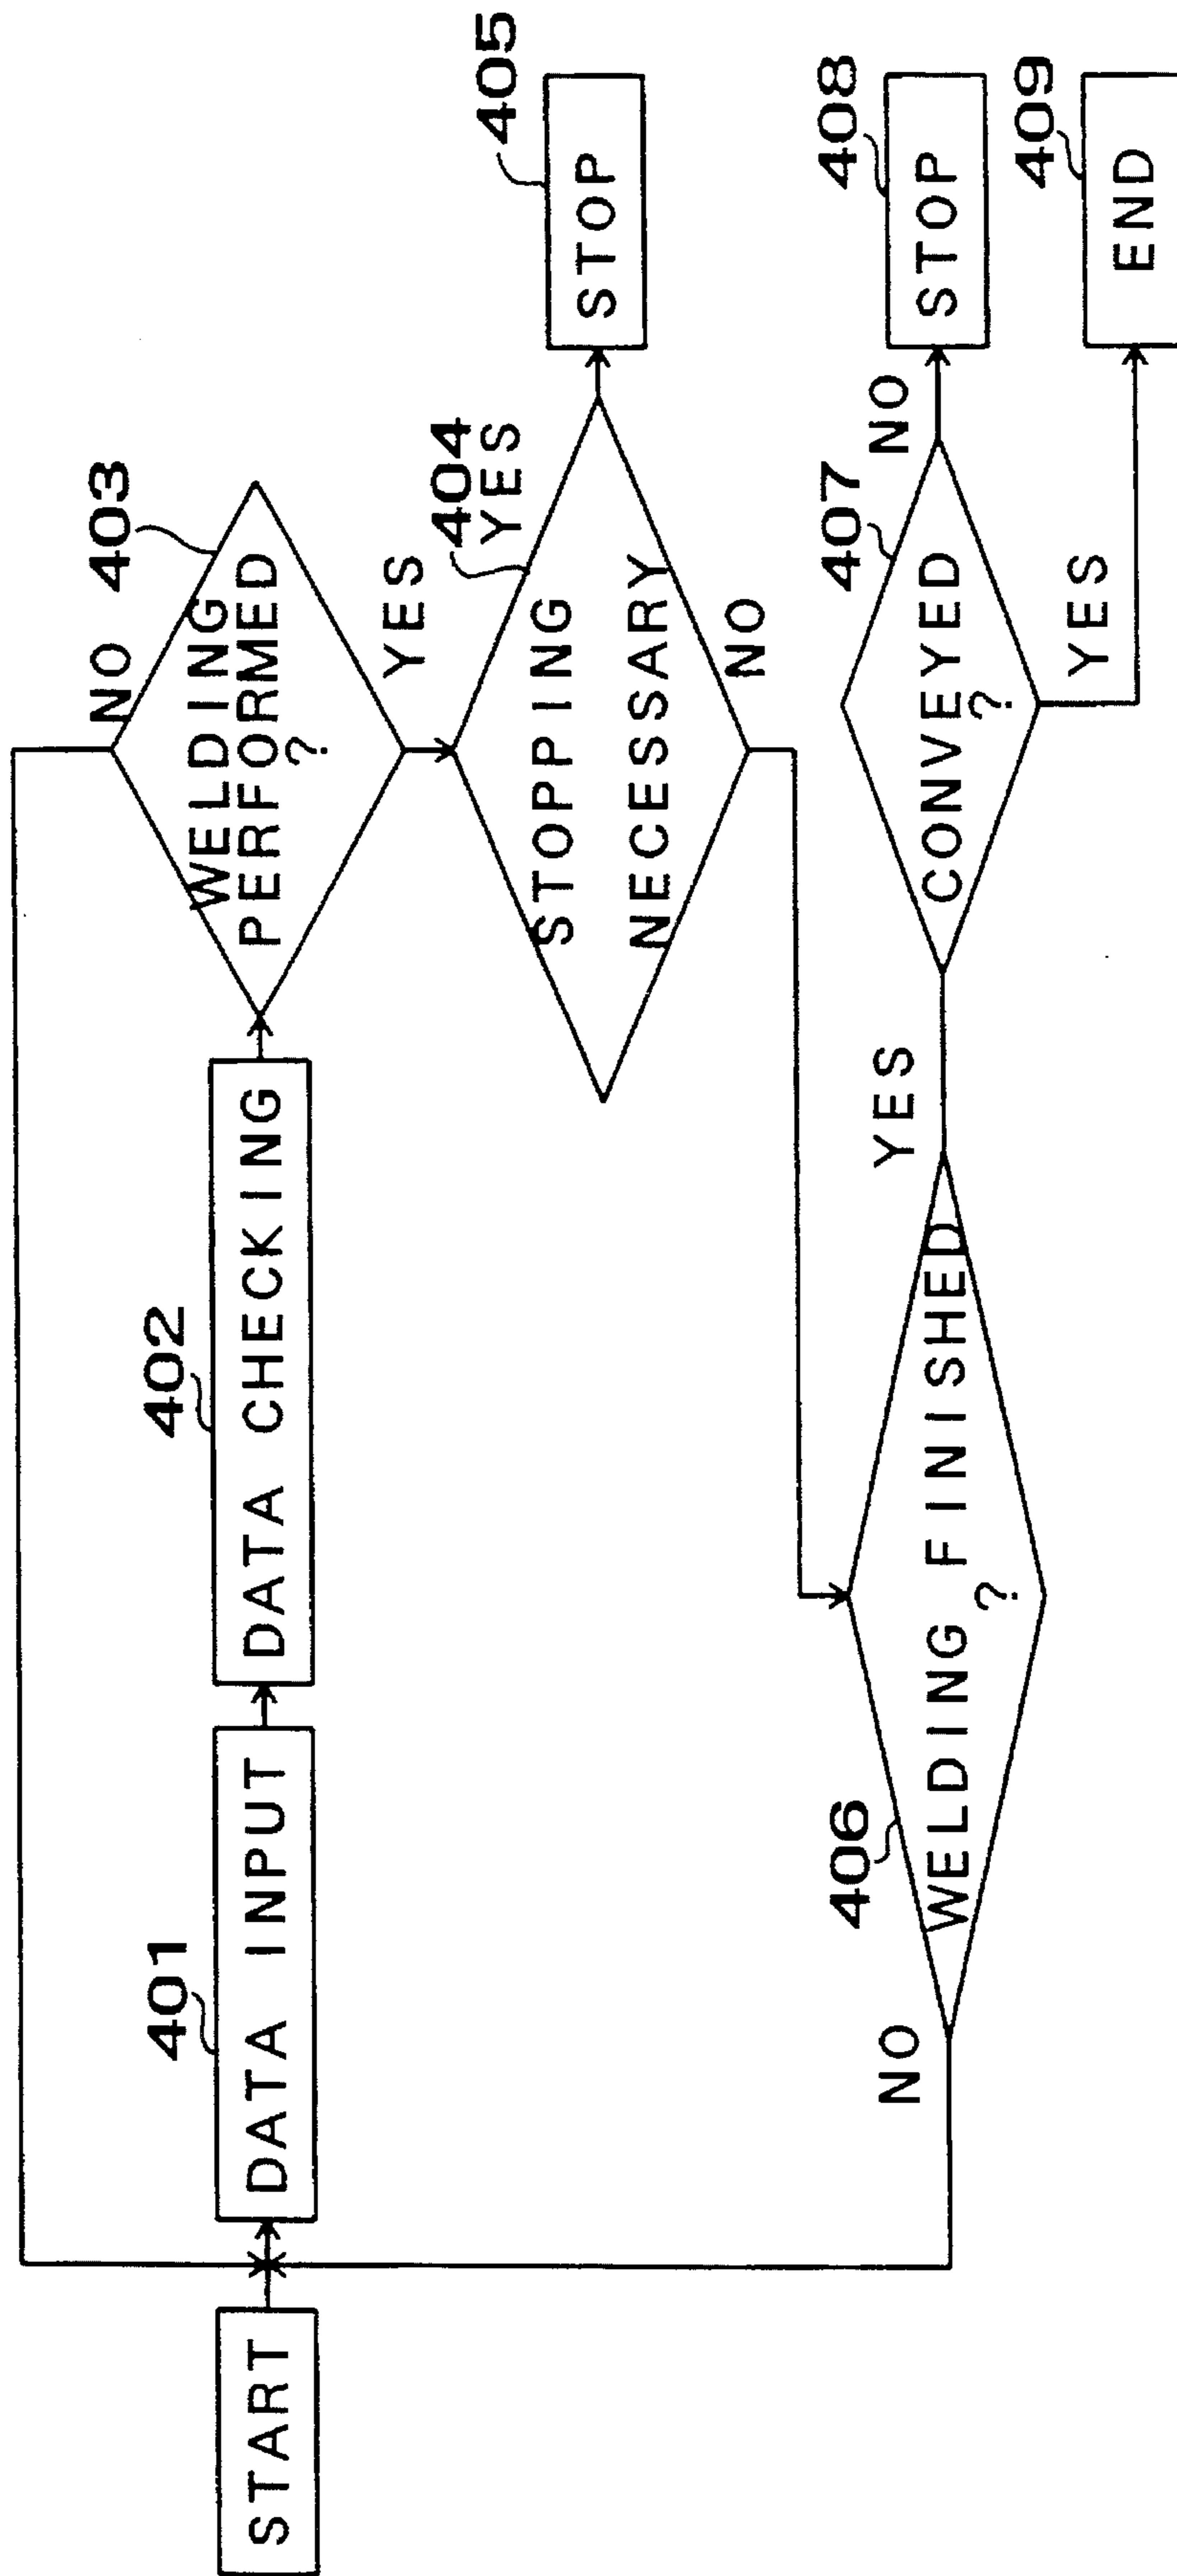 START
401
DATA INPUT
402
DATA CHECKING
NO
403
WELDING
PERFORMED
?
YES
404
YES
STOPPING
NECESSARY
NO
405
STOP
406
WELDING FINISHED
?
NO
YES
407
CONVEYED
?
NO
YES
408
STOP
409
END